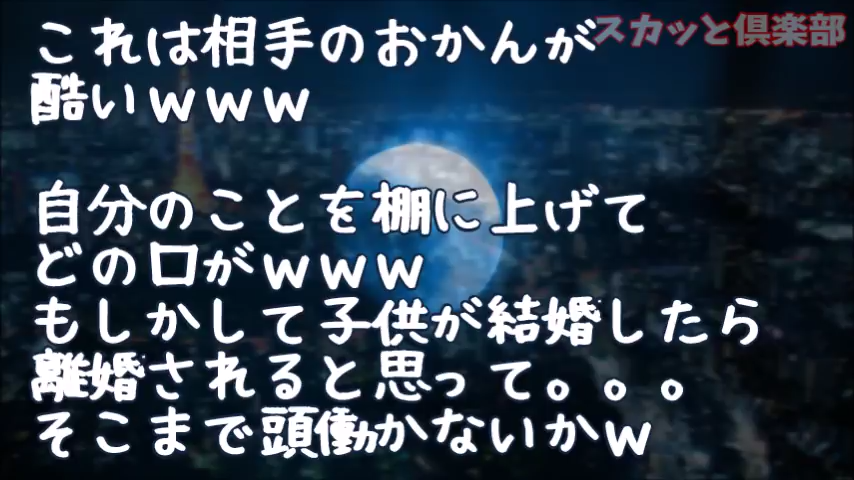 これは相手のおかんが
スカッと倶楽部
酷いｗｗｗ
自分のことを棚に上げて
どの口がｗｗｗ
もしかして子供が結婚したら
離婚されると思って。。。
そこまで頭働かないかｗ